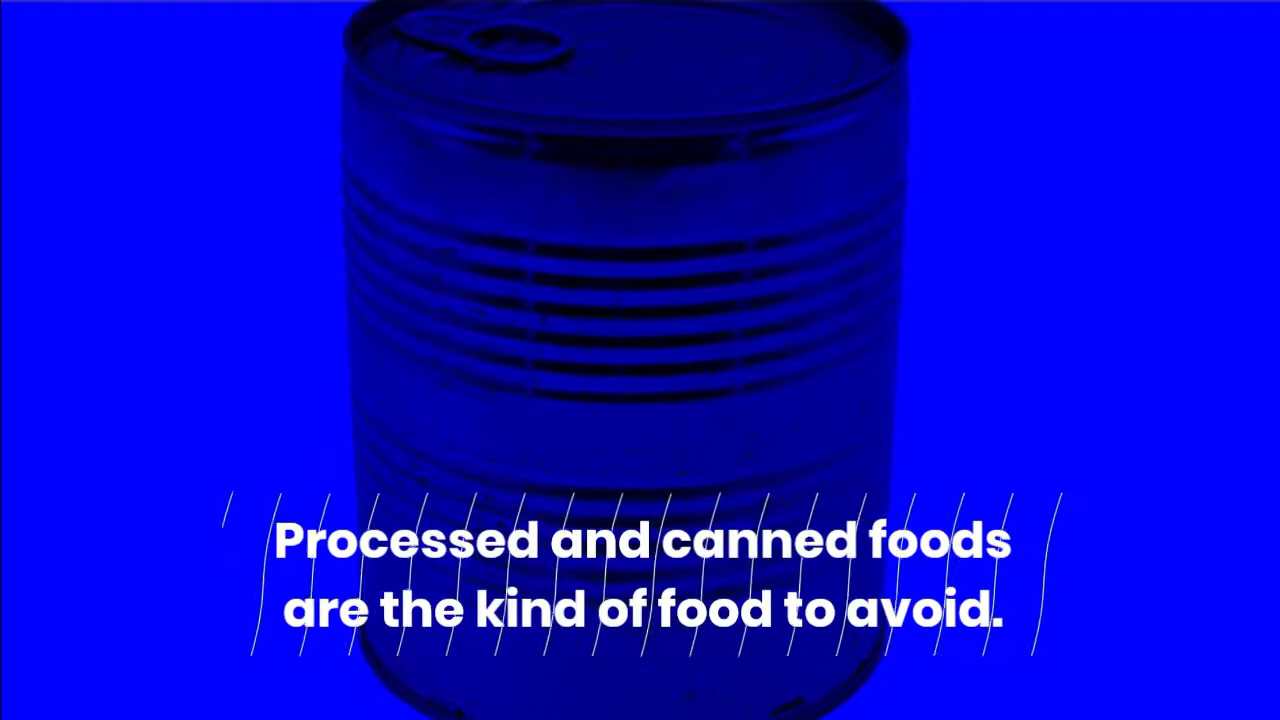 Processed and canned foods
are the kind of food to avoid.